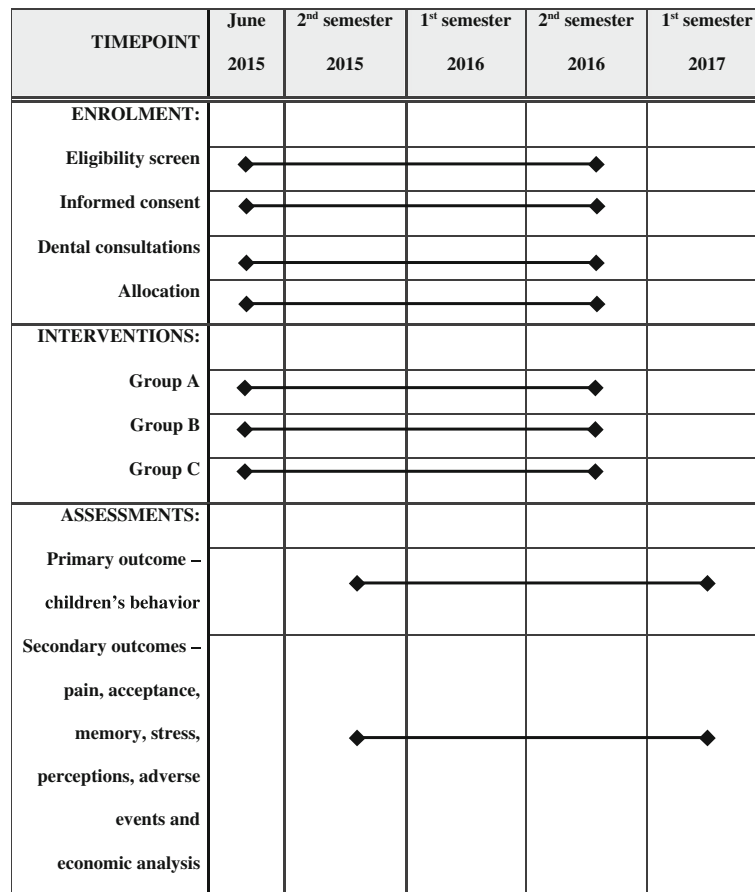 TIMEPOINT
June 2015
2nd semester 2015
1st semester 2016
2nd semester 2016
1st semester 2017
ENROLMENT:
Eligibility screen
Informed consent
Dental consultations
Allocation
INTERVENTIONS:
Group A
Group B
Group C
ASSESSMENTS:
Primary outcome –
children's behavior
Secondary outcomes –
pain, acceptance,
memory, stress,
perceptions, adverse
events and
economic analysis